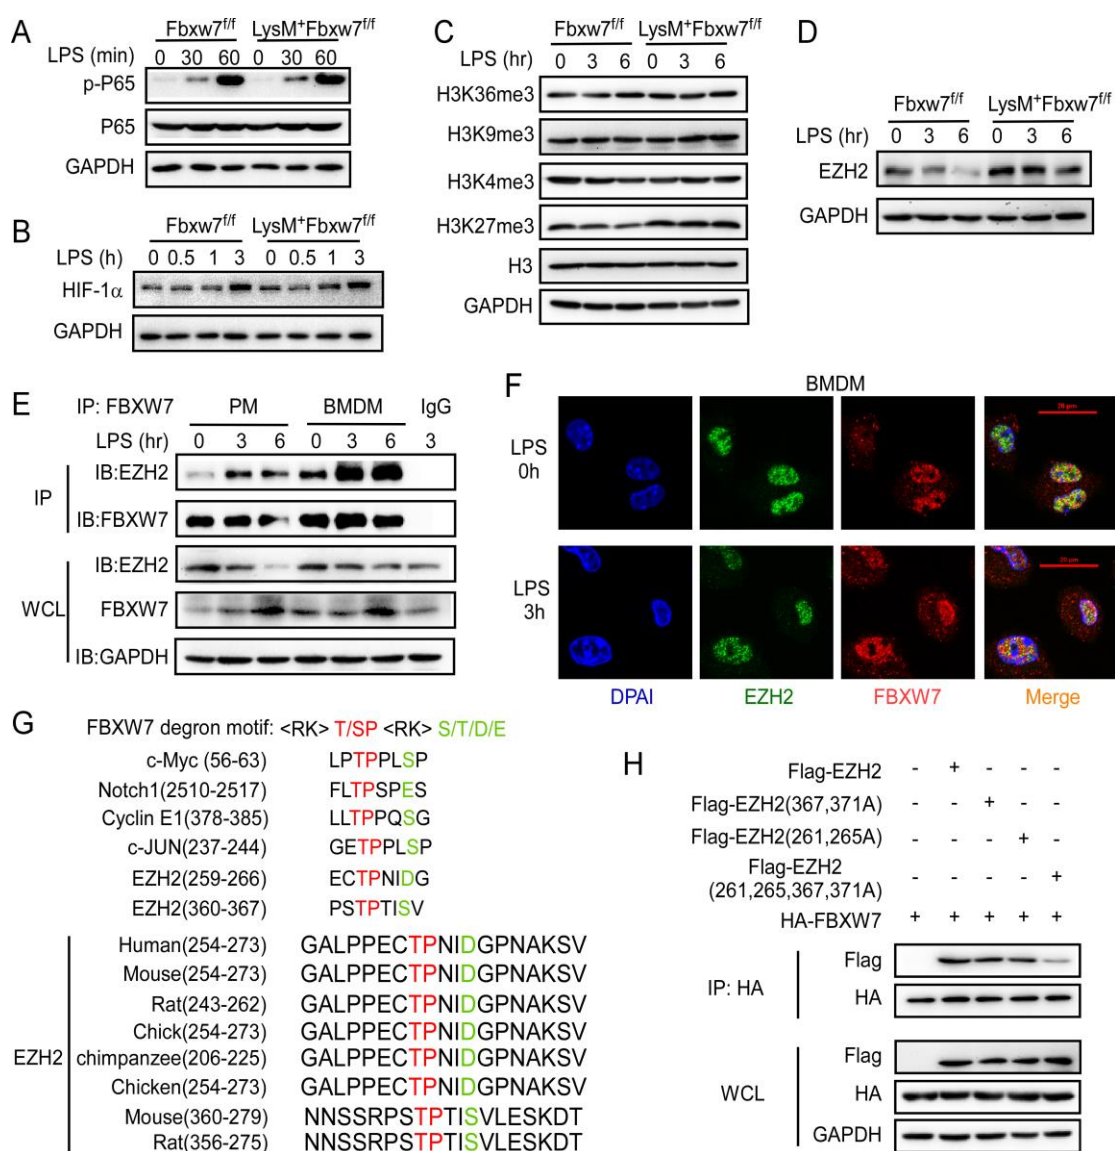 A
Fbxw7f/f LysM+Fbxw7f/f
LPS (min) 0 30 60 0 30 60
p-P65
P65
GAPDH
B
Fbxw7f/f LysM+Fbxw7f/f
LPS (h) 0 0.5 1 3 0 0.5 1 3
HIF-1α
GAPDH
C
Fbxw7f/f LysM+Fbxw7f/f
LPS (hr) 0 3 6 0 3 6
H3K36me3
H3K9me3
H3K4me3
H3K27me3
H3
GAPDH
D
Fbxw7f/f LysM+Fbxw7f/f
LPS (hr) 0 3 6 0 3 6
EZH2
GAPDH
E
IP: FBXW7 PM BMDM IgG
LPS (hr) 0 3 6 0 3 6 3
IP
IB:EZH2
IB:FBXW7
WCL
IB:EZH2
FBXW7
IB:GAPDH
F
BMDM
LPS
0h
20 μm
LPS
3h
20 μm
DPAI EZH2 FBXW7 Merge
G
FBXW7 degron motif: <RK> T/SP <RK> S/T/D/E
c-Myc (56-63) LPTPPLSP
Notch1(2510-2517) FLTPSPES
Cyclin E1(378-385) LLTPPQSG
c-JUN(237-244) GETPPLSP
EZH2(259-266) ECTPNIDG
EZH2(360-367) PSTPTISV
EZH2
Human(254-273) GALPPECTPNIDGPNAKSV
Mouse(254-273) GALPPECTPNIDGPNAKSV
Rat(243-262) GALPPECTPNIDGPNAKSV
Chick(254-273) GALPPECTPNIDGPNAKSV
chimpanzee(206-225) GALPPECTPNIDGPNAKSV
Chicken(254-273) GALPPECTPNIDGPNAKSV
Mouse(360-279) NNSSRPSTPTISVLESKDT
Rat(356-275) NNSSRPSTPTISVLESKDT
H
Flag-EZH2 - + - - -
Flag-EZH2(367,371A) - - + - -
Flag-EZH2(261,265A) - - - + -
Flag-EZH2
(261,265,367,371A) - - - - +
HA-FBXW7 + + + + +
IP: HA
Flag
HA
WCL
Flag
HA
GAPDH